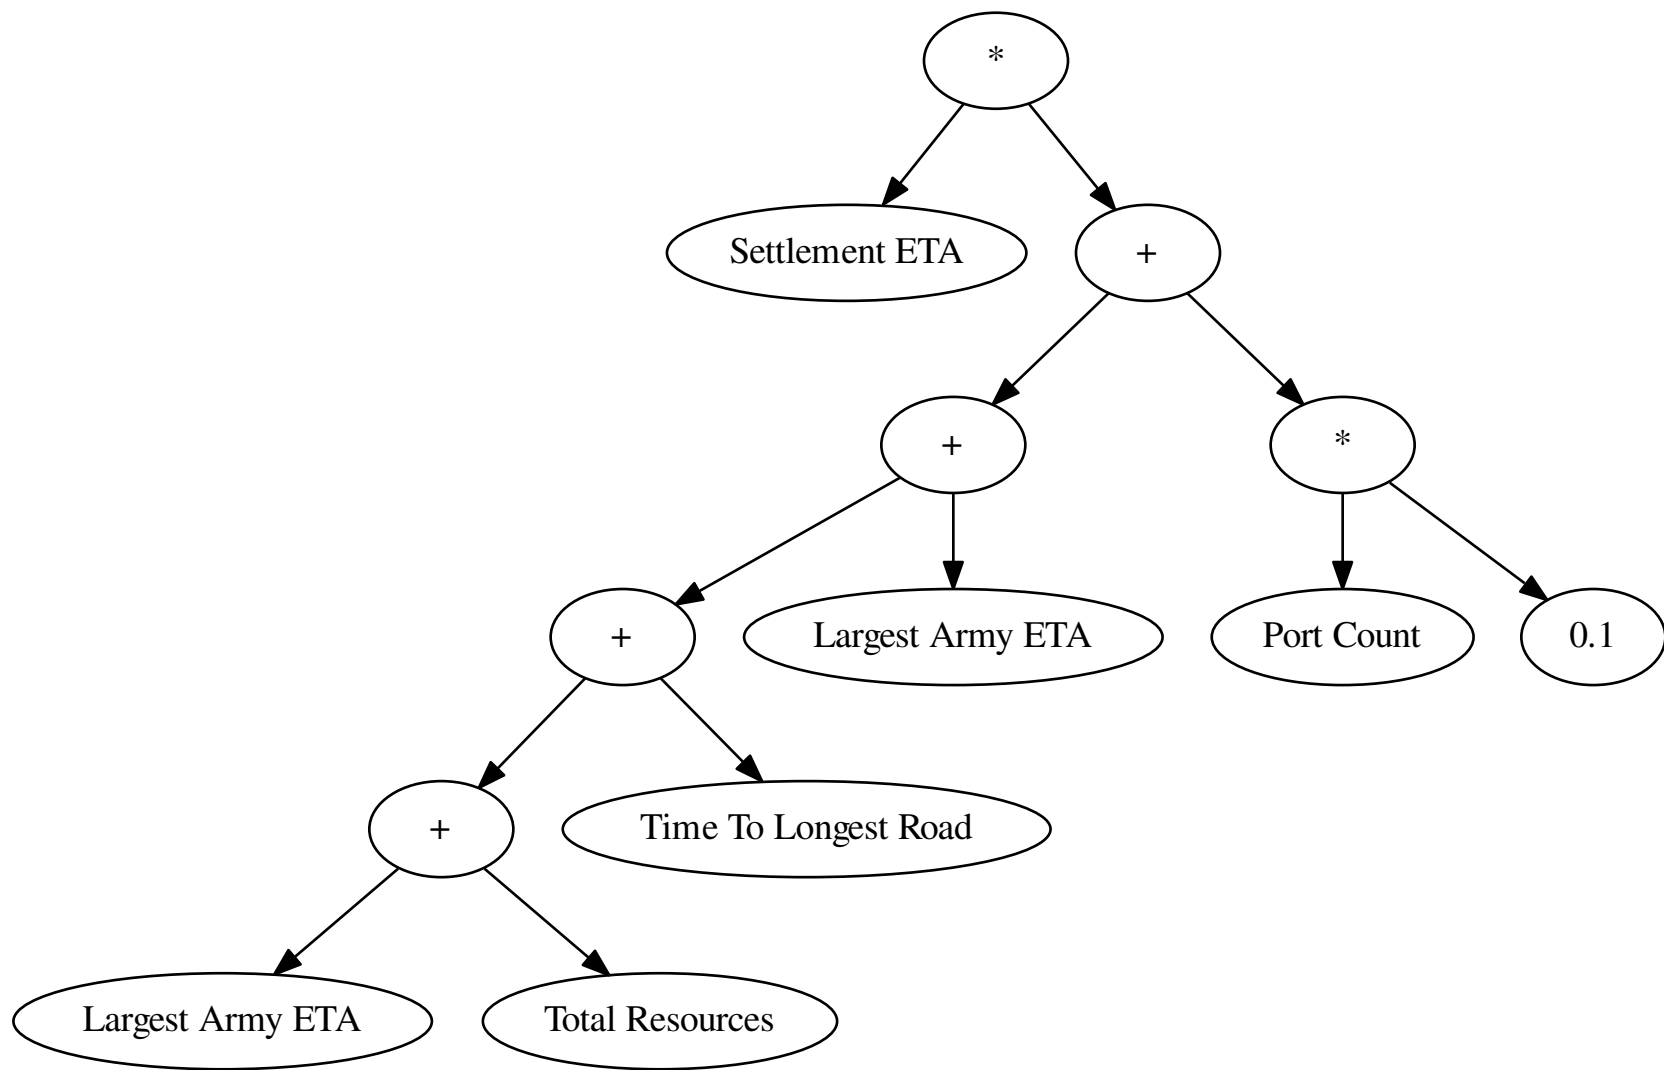 *
Settlement ETA
+
+
*
+
Largest Army ETA
Port Count
0.1
+
Time To Longest Road
Largest Army ETA
Total Resources